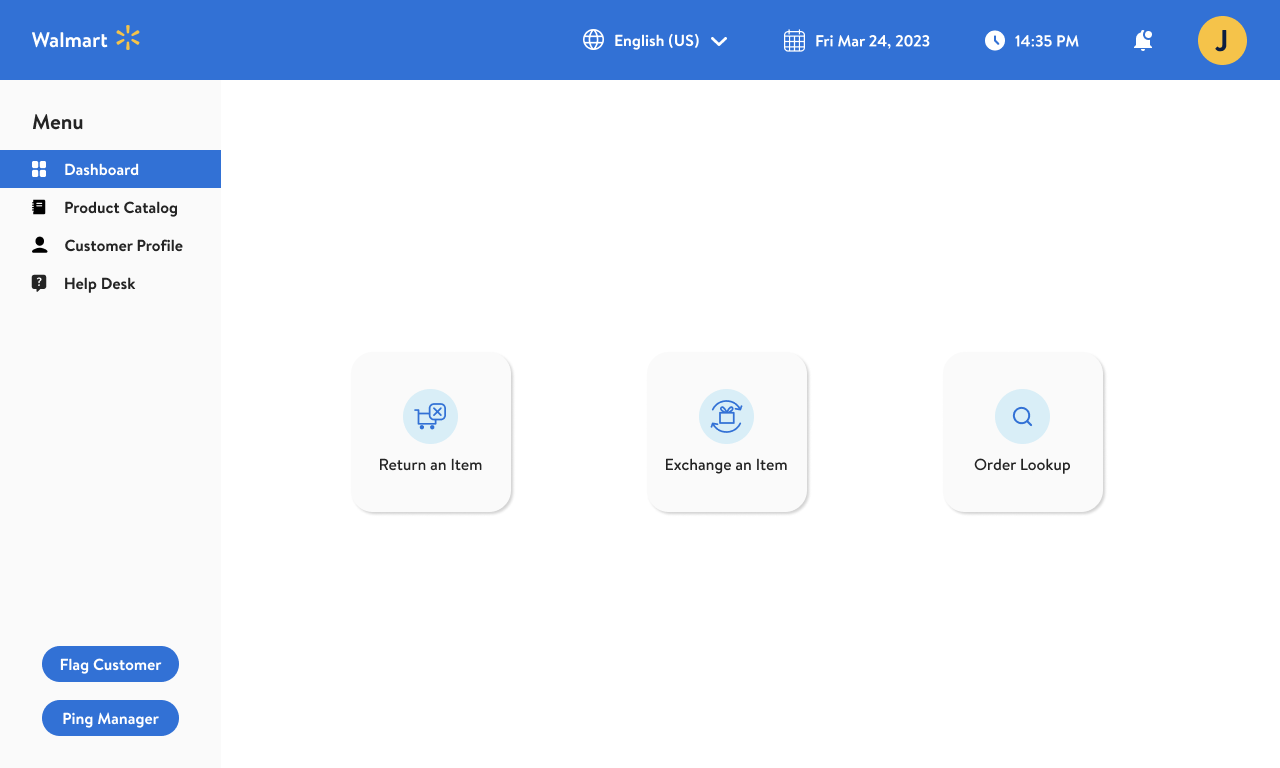 Walmart
English (US)
Fri Mar 24, 2023
14:35 PM
J
Menu
Dashboard
Product Catalog
Customer Profile
? Help Desk
Return an Item
Exchange an Item
Order Lookup
Flag Customer
Ping Manager